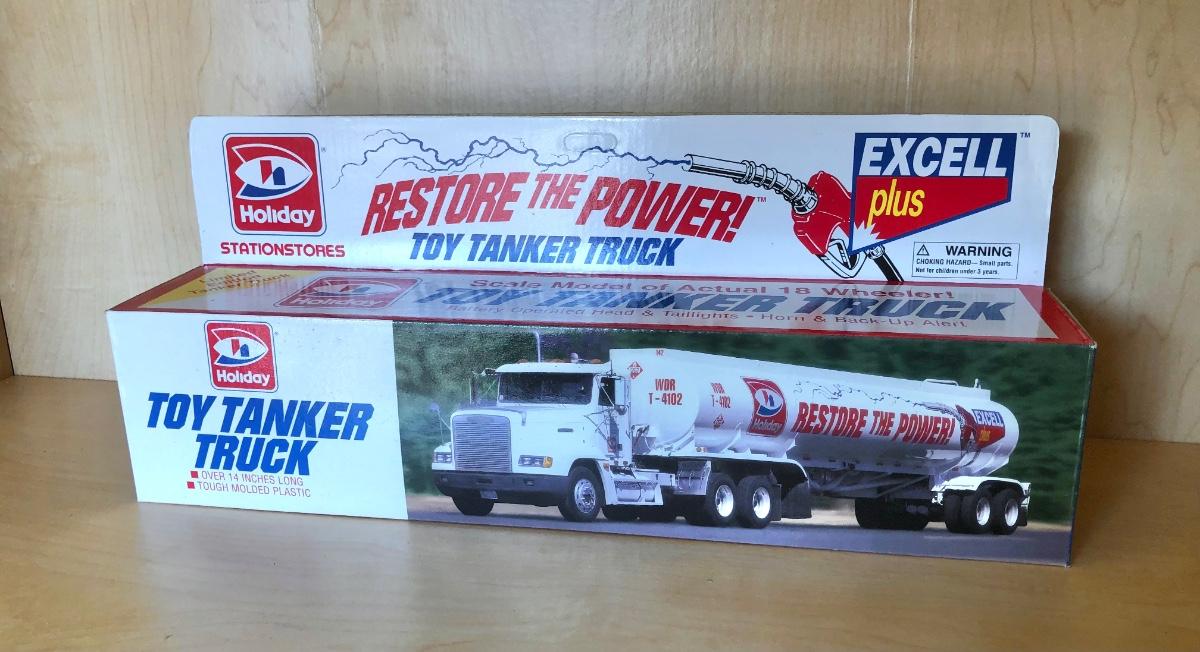 Holiday
®
STATIONSTORES
RESTORE THE POWER!™
TOY TANKER TRUCK
EXCELL™
plus
WARNING
CHOKING HAZARD— Small parts.
Not for children under 3 years.
Holiday
Scale Model of Actual 18 Wheeler!
TOY TANKER TRUCK
Battery Operated Head & Taillights • Horn & Back-Up Alert
Holiday
TOY TANKER
TRUCK
OVER 14 INCHES LONG
TOUGH MOLDED PLASTIC
142
WDR
T-4102
WDR
T-4102
Holiday
RESTORE THE POWER!
EXCELL
plus